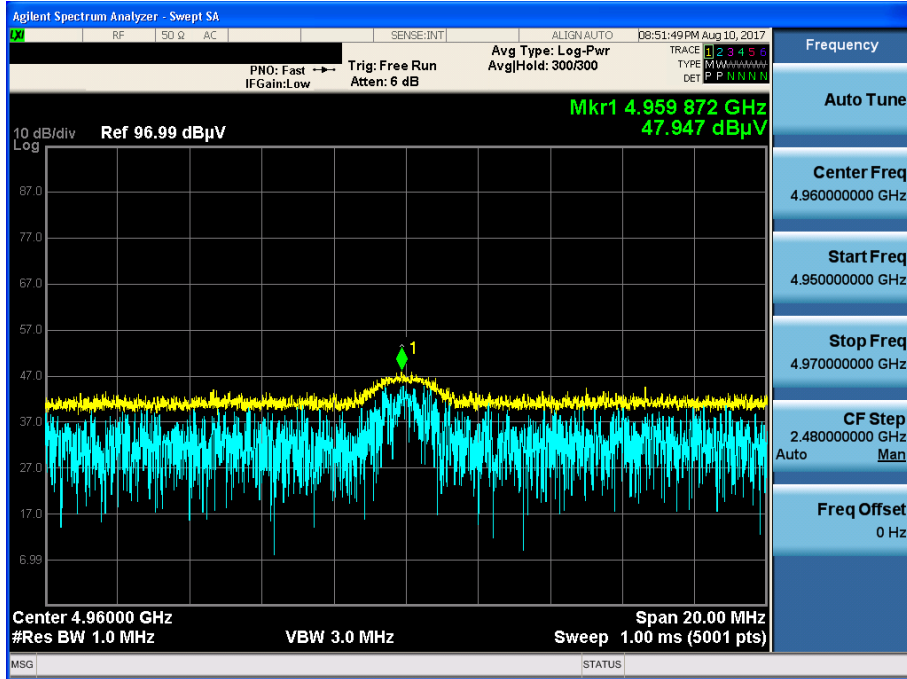 Agilent Spectrum Analyzer - Swept SA
LXI RF 50 Ω AC SENSE:INT ALIGN AUTO 08:51:49 PM Aug 10, 2017
PNO: Fast
IFGain:Low
Trig: Free Run
Atten: 6 dB
Avg Type: Log-Pwr
Avg|Hold: 300/300
TRACE 1 2 3 4 5 6
TYPE M WWWWW
DET P P N N N N
Mkr1 4.959 872 GHz
47.947 dBµV
10 dB/div Ref 96.99 dBµV
Log
87.0
77.0
67.0
57.0
47.0
37.0
27.0
17.0
6.99
1
Center 4.96000 GHz Span 20.00 MHz
#Res BW 1.0 MHz VBW 3.0 MHz Sweep 1.00 ms (5001 pts)
MSG STATUS
Frequency
Auto Tune
Center Freq
4.960000000 GHz
Start Freq
4.950000000 GHz
Stop Freq
4.970000000 GHz
CF Step
2.480000000 GHz
Auto Man
Freq Offset
0 Hz